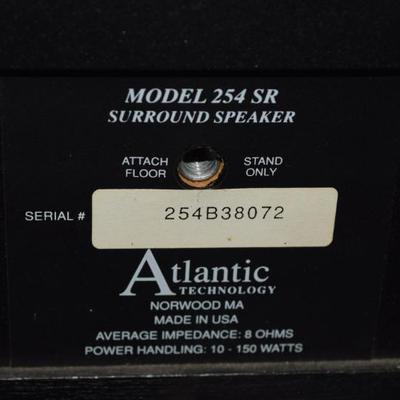 MODEL 254 SR
SURROUND SPEAKER
ATTACH STAND
FLOOR ONLY
SERIAL # 254B38072
Atlantic
TECHNOLOGY
NORWOOD MA
MADE IN USA
AVERAGE IMPEDANCE: 8 OHMS
POWER HANDLING: 10 - 150 WATTS